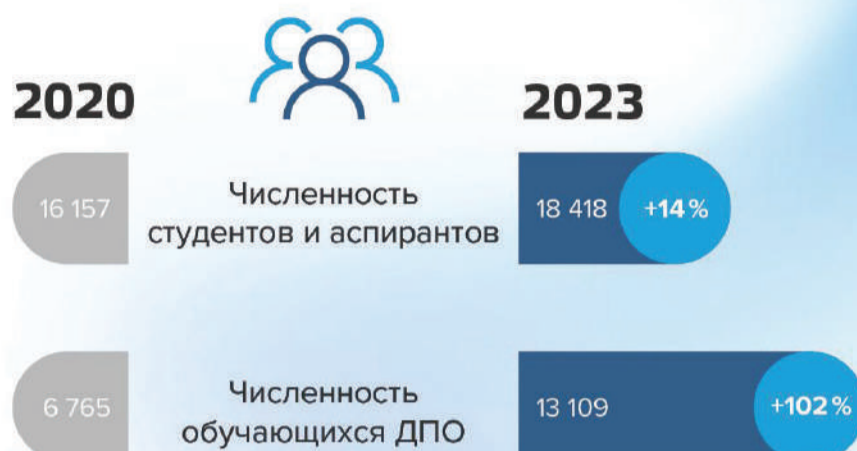 2020
2023
16 157
Численность
студентов и аспирантов
18 418
+14%
6 765
Численность
обучающихся ДПО
13 109
+102%